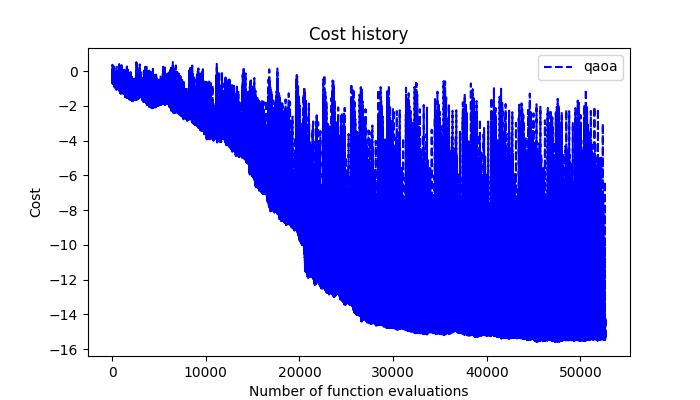 Cost history
qaoa
Cost
0
−2
−4
−6
−8
−10
−12
−14
−16
0 10000 20000 30000 40000 50000
Number of function evaluations